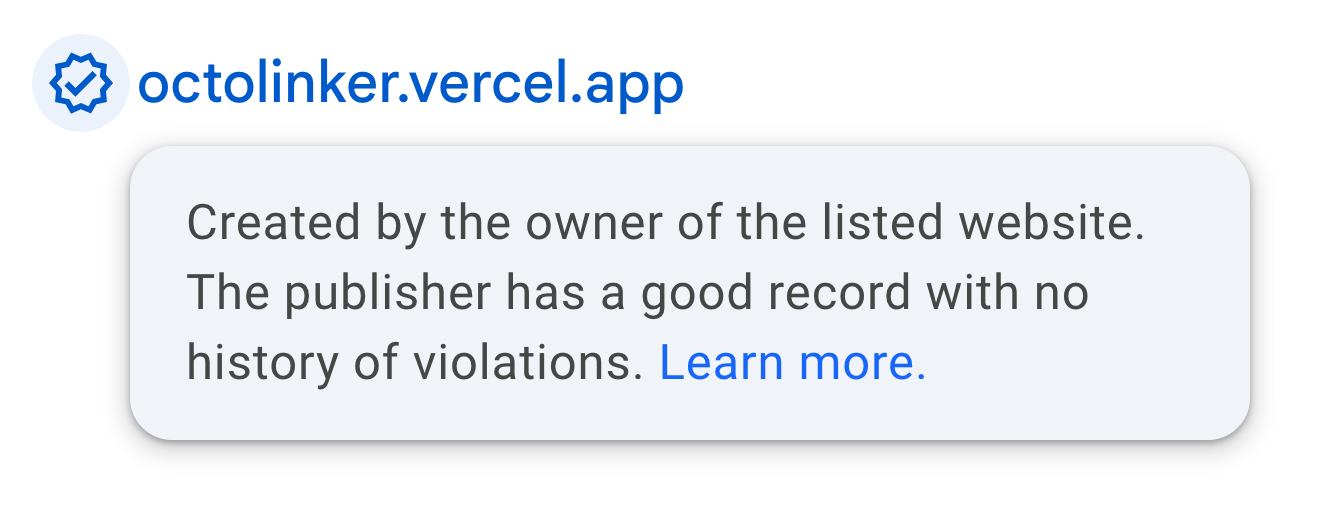 octolinker.vercel.app
Created by the owner of the listed website.
The publisher has a good record with no
history of violations. Learn more.